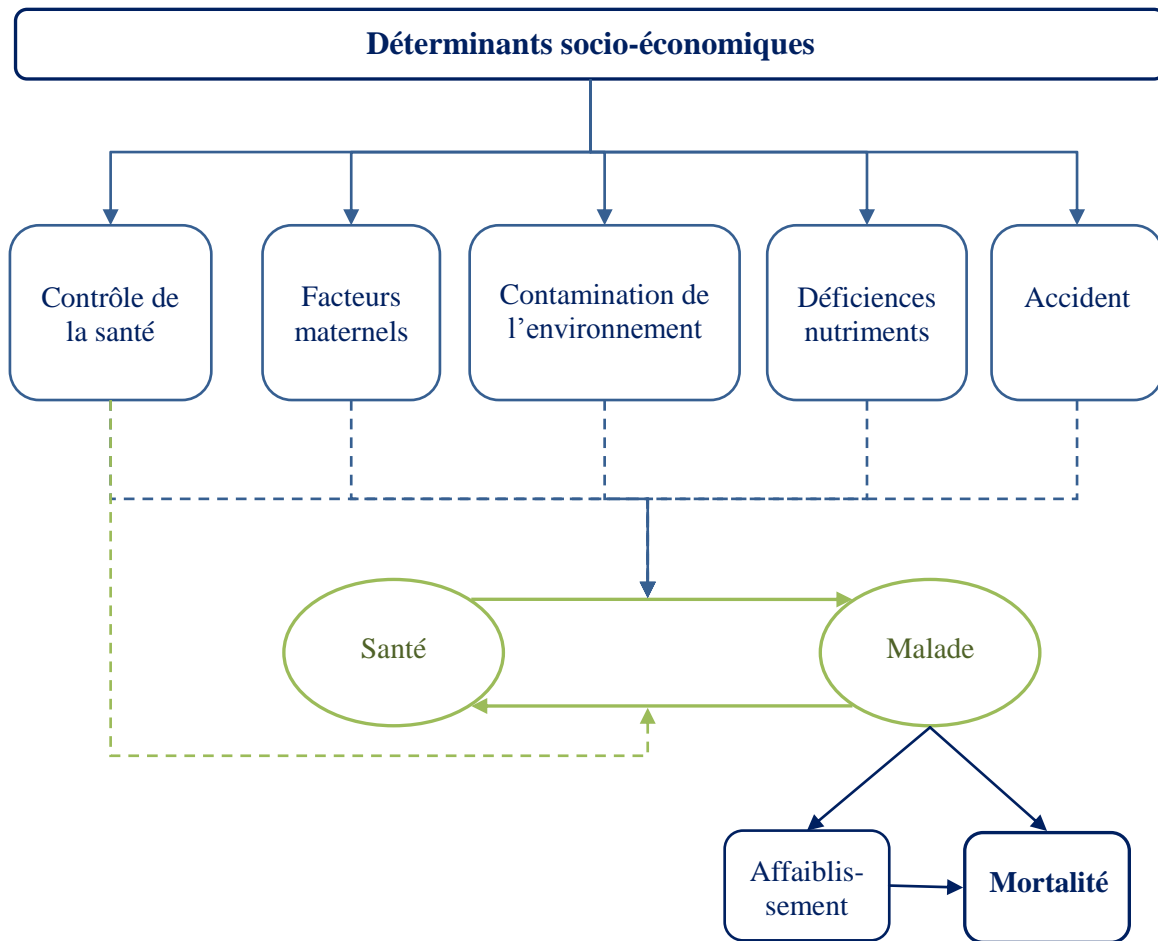 Déterminants socio-économiques
Contrôle de
la santé
Facteurs
maternels
Contamination de
l’environnement
Déficiences
nutriments
Accident
Santé
Malade
Affaiblis-
sement
Mortalité